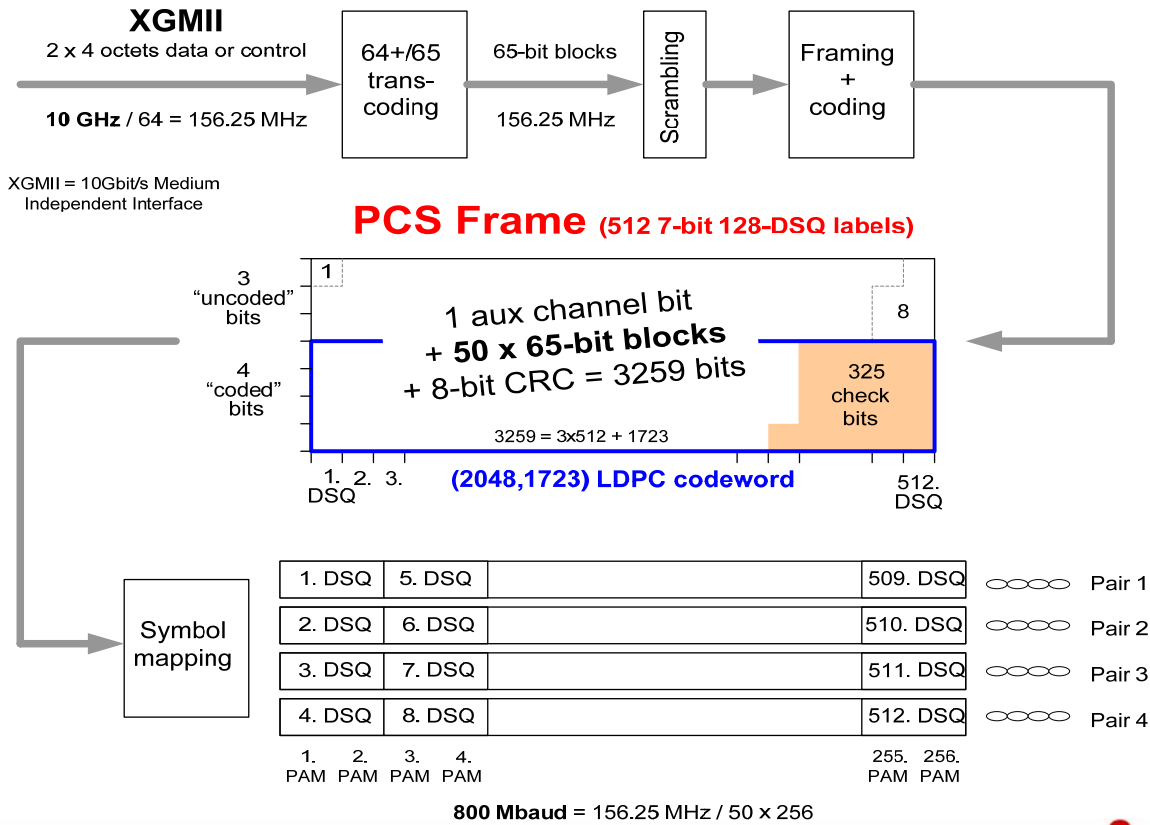 XGMII
2 x 4 octets data or control
10 GHz / 64 = 156.25 MHz
64+/65
trans-
coding
65-bit blocks
156.25 MHz
Scrambling
Framing
+
coding
XGMII = 10Gbit/s Medium
Independent Interface
PCS Frame (512 7-bit 128-DSQ labels)
3
“uncoded”
bits
1
8
1 aux channel bit
+ 50 x 65-bit blocks
+ 8-bit CRC = 3259 bits
4
“coded”
bits
325
check
bits
3259 = 3x512 + 1723
1.
DSQ
2.
3.
(2048,1723) LDPC codeword
512.
DSQ
Symbol
mapping
1. DSQ 5. DSQ 509. DSQ Pair 1
2. DSQ 6. DSQ 510. DSQ Pair 2
3. DSQ 7. DSQ 511. DSQ Pair 3
4. DSQ 8. DSQ 512. DSQ Pair 4
1. 2. 3. 4. 255. 256.
PAM PAM PAM PAM PAM PAM
800 Mbaud = 156.25 MHz / 50 x 256